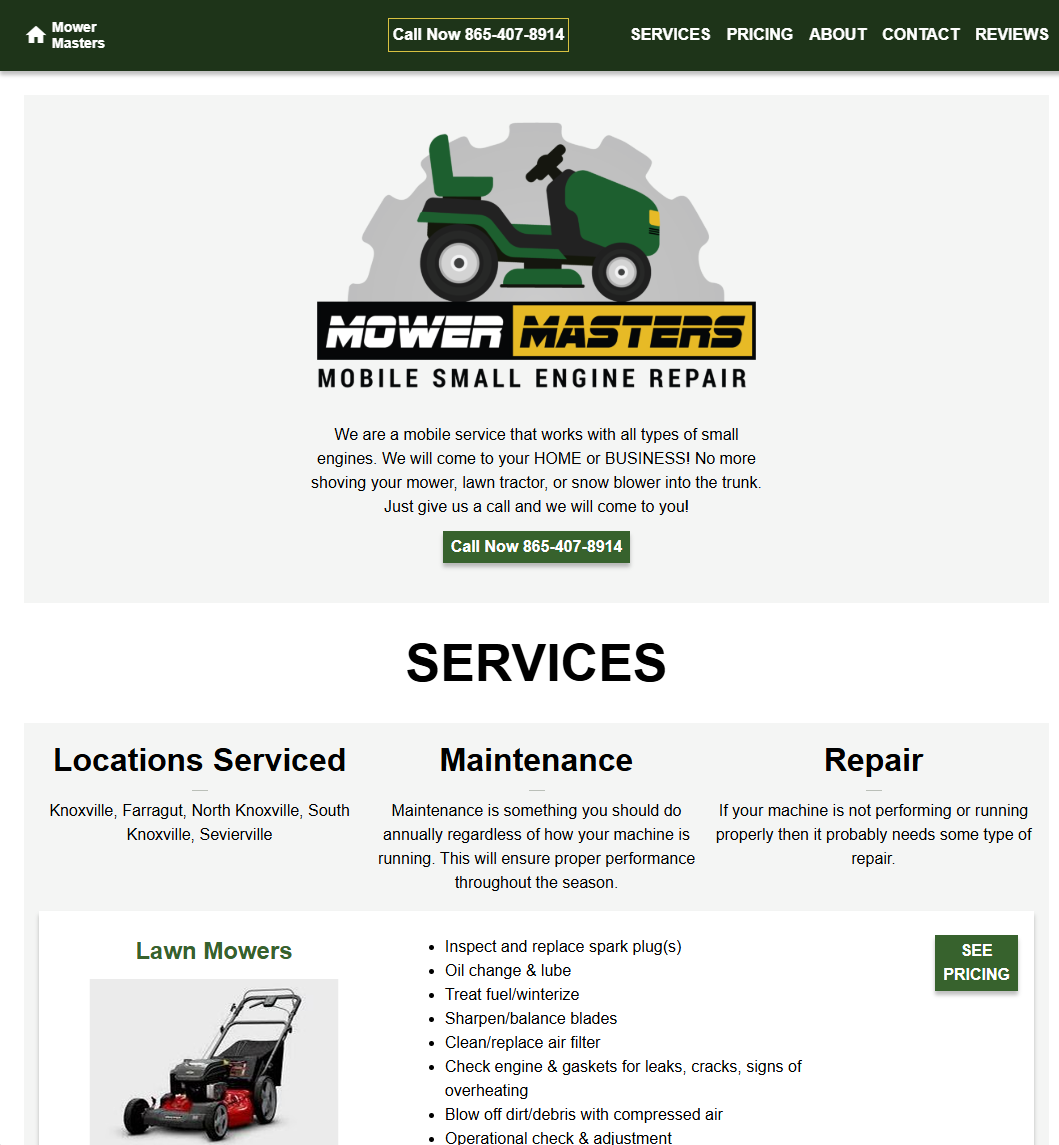 Mower
Masters
Call Now 865-407-8914
SERVICES PRICING ABOUT CONTACT REVIEWS
MOWER MASTERS
MOBILE SMALL ENGINE REPAIR
We are a mobile service that works with all types of small
engines. We will come to your HOME or BUSINESS! No more
shoving your mower, lawn tractor, or snow blower into the trunk.
Just give us a call and we will come to you!
Call Now 865-407-8914
SERVICES
Locations Serviced
Knoxville, Farragut, North Knoxville, South
Knoxville, Sevierville
Maintenance
Maintenance is something you should do
annually regardless of how your machine is
running. This will ensure proper performance
throughout the season.
Repair
If your machine is not performing or running
properly then it probably needs some type of
repair.
Lawn Mowers
• Inspect and replace spark plug(s)
• Oil change & lube
• Treat fuel/winterize
• Sharpen/balance blades
• Clean/replace air filter
• Check engine & gaskets for leaks, cracks, signs of
overheating
• Blow off dirt/debris with compressed air
• Operational check & adjustment
SEE
PRICING